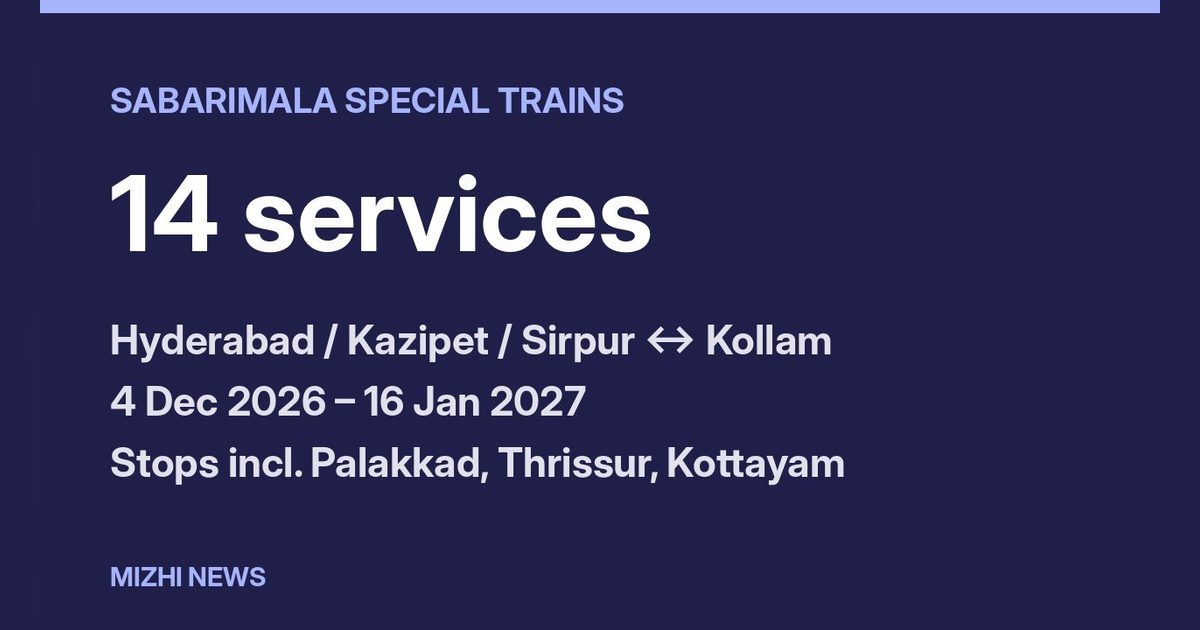 SABARIMALA SPECIAL TRAINS
14 services
Hyderabad / Kazipet / Sirpur ↔ Kollam
4 Dec 2026 – 16 Jan 2027
Stops incl. Palakkad, Thrissur, Kottayam
MIZHI NEWS